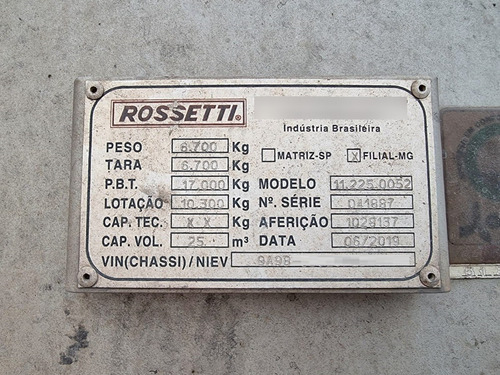 ROSSETTI®
Indústria Brasileira
PESO 6.700 Kg
MATRIZ-SP X FILIAL-MG
TARA 6.700 Kg
P.B.T. 17.000 Kg MODELO 11.225.0052
LOTAÇÃO 10.300 Kg Nº. SÉRIE 0A1887
CAP. TEC. X X Kg AFERIÇÃO 1028137
CAP. VOL. 25 m³ DATA 06/2019
VIN(CHASSI) / NIEV 9A9B